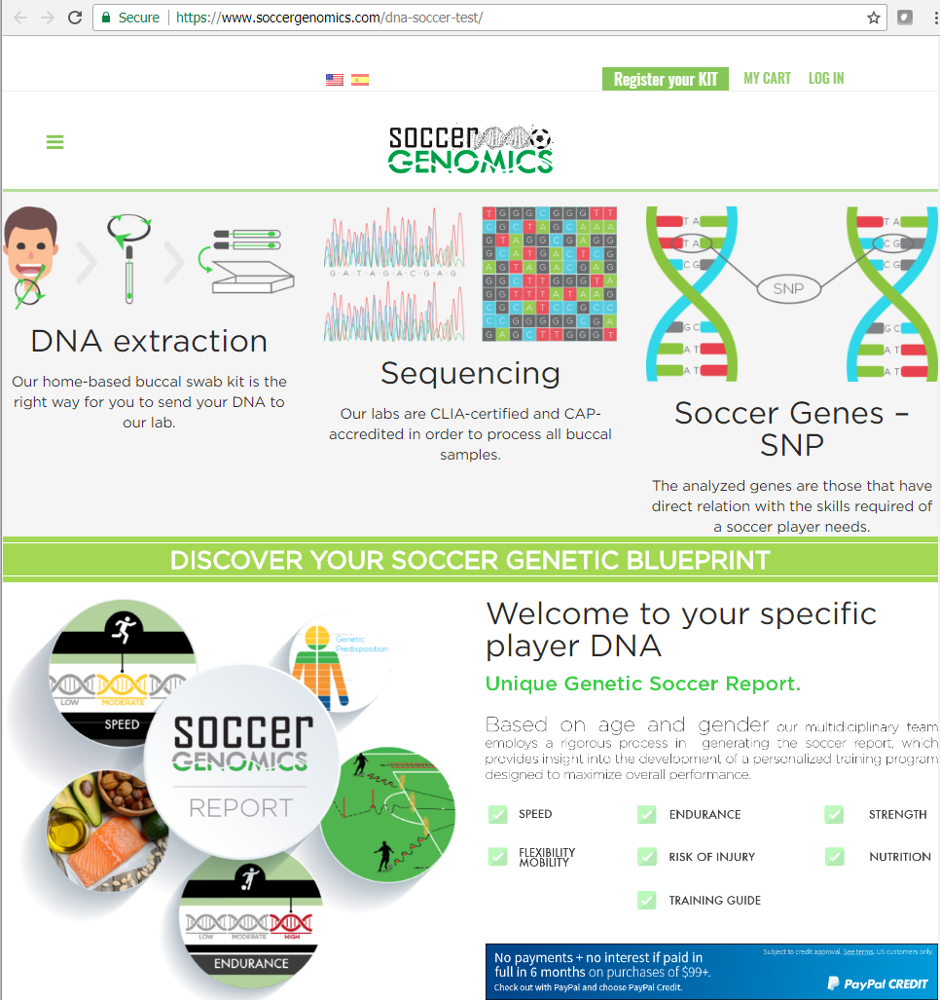 Secure | https://www.soccergenomics.com/dna-soccer-test/
Register your KIT MY CART LOG IN
soccer
GENOMICS
G-A-T-A-G-A-C-G-A-G
TGGGCGGGTT
SNP
DNA extraction
Our home-based buccal swab kit is the
right way for you to send your DNA to
our lab.
Sequencing
Our labs are CLIA-certified and CAP-
accredited in order to process all buccal
samples.
Soccer Genes –
SNP
The analyzed genes are those that have
direct relation with the skills required of
a soccer player needs.
DISCOVER YOUR SOCCER GENETIC BLUEPRINT
LOW MODERATE
SPEED
Genetic
Predisposition
soccer
GENOMICS
REPORT
LOW MODERATE HIGH
ENDURANCE
Welcome to your specific
player DNA
Unique Genetic Soccer Report.
Based on age and gender our multidiciplinary team
employs a rigorous process in generating the soccer report, which
provides insight into the development of a personalized training program
designed to maximize overall performance.
SPEED ENDURANCE STRENGTH
FLEXIBILITY
MOBILITY
RISK OF INJURY NUTRITION
TRAINING GUIDE
No payments + no interest if paid in
full in 6 months on purchases of $99+.
Check out with PayPal and choose PayPal Credit.
Subject to credit approval. See terms. US customers only.
PayPal CREDIT